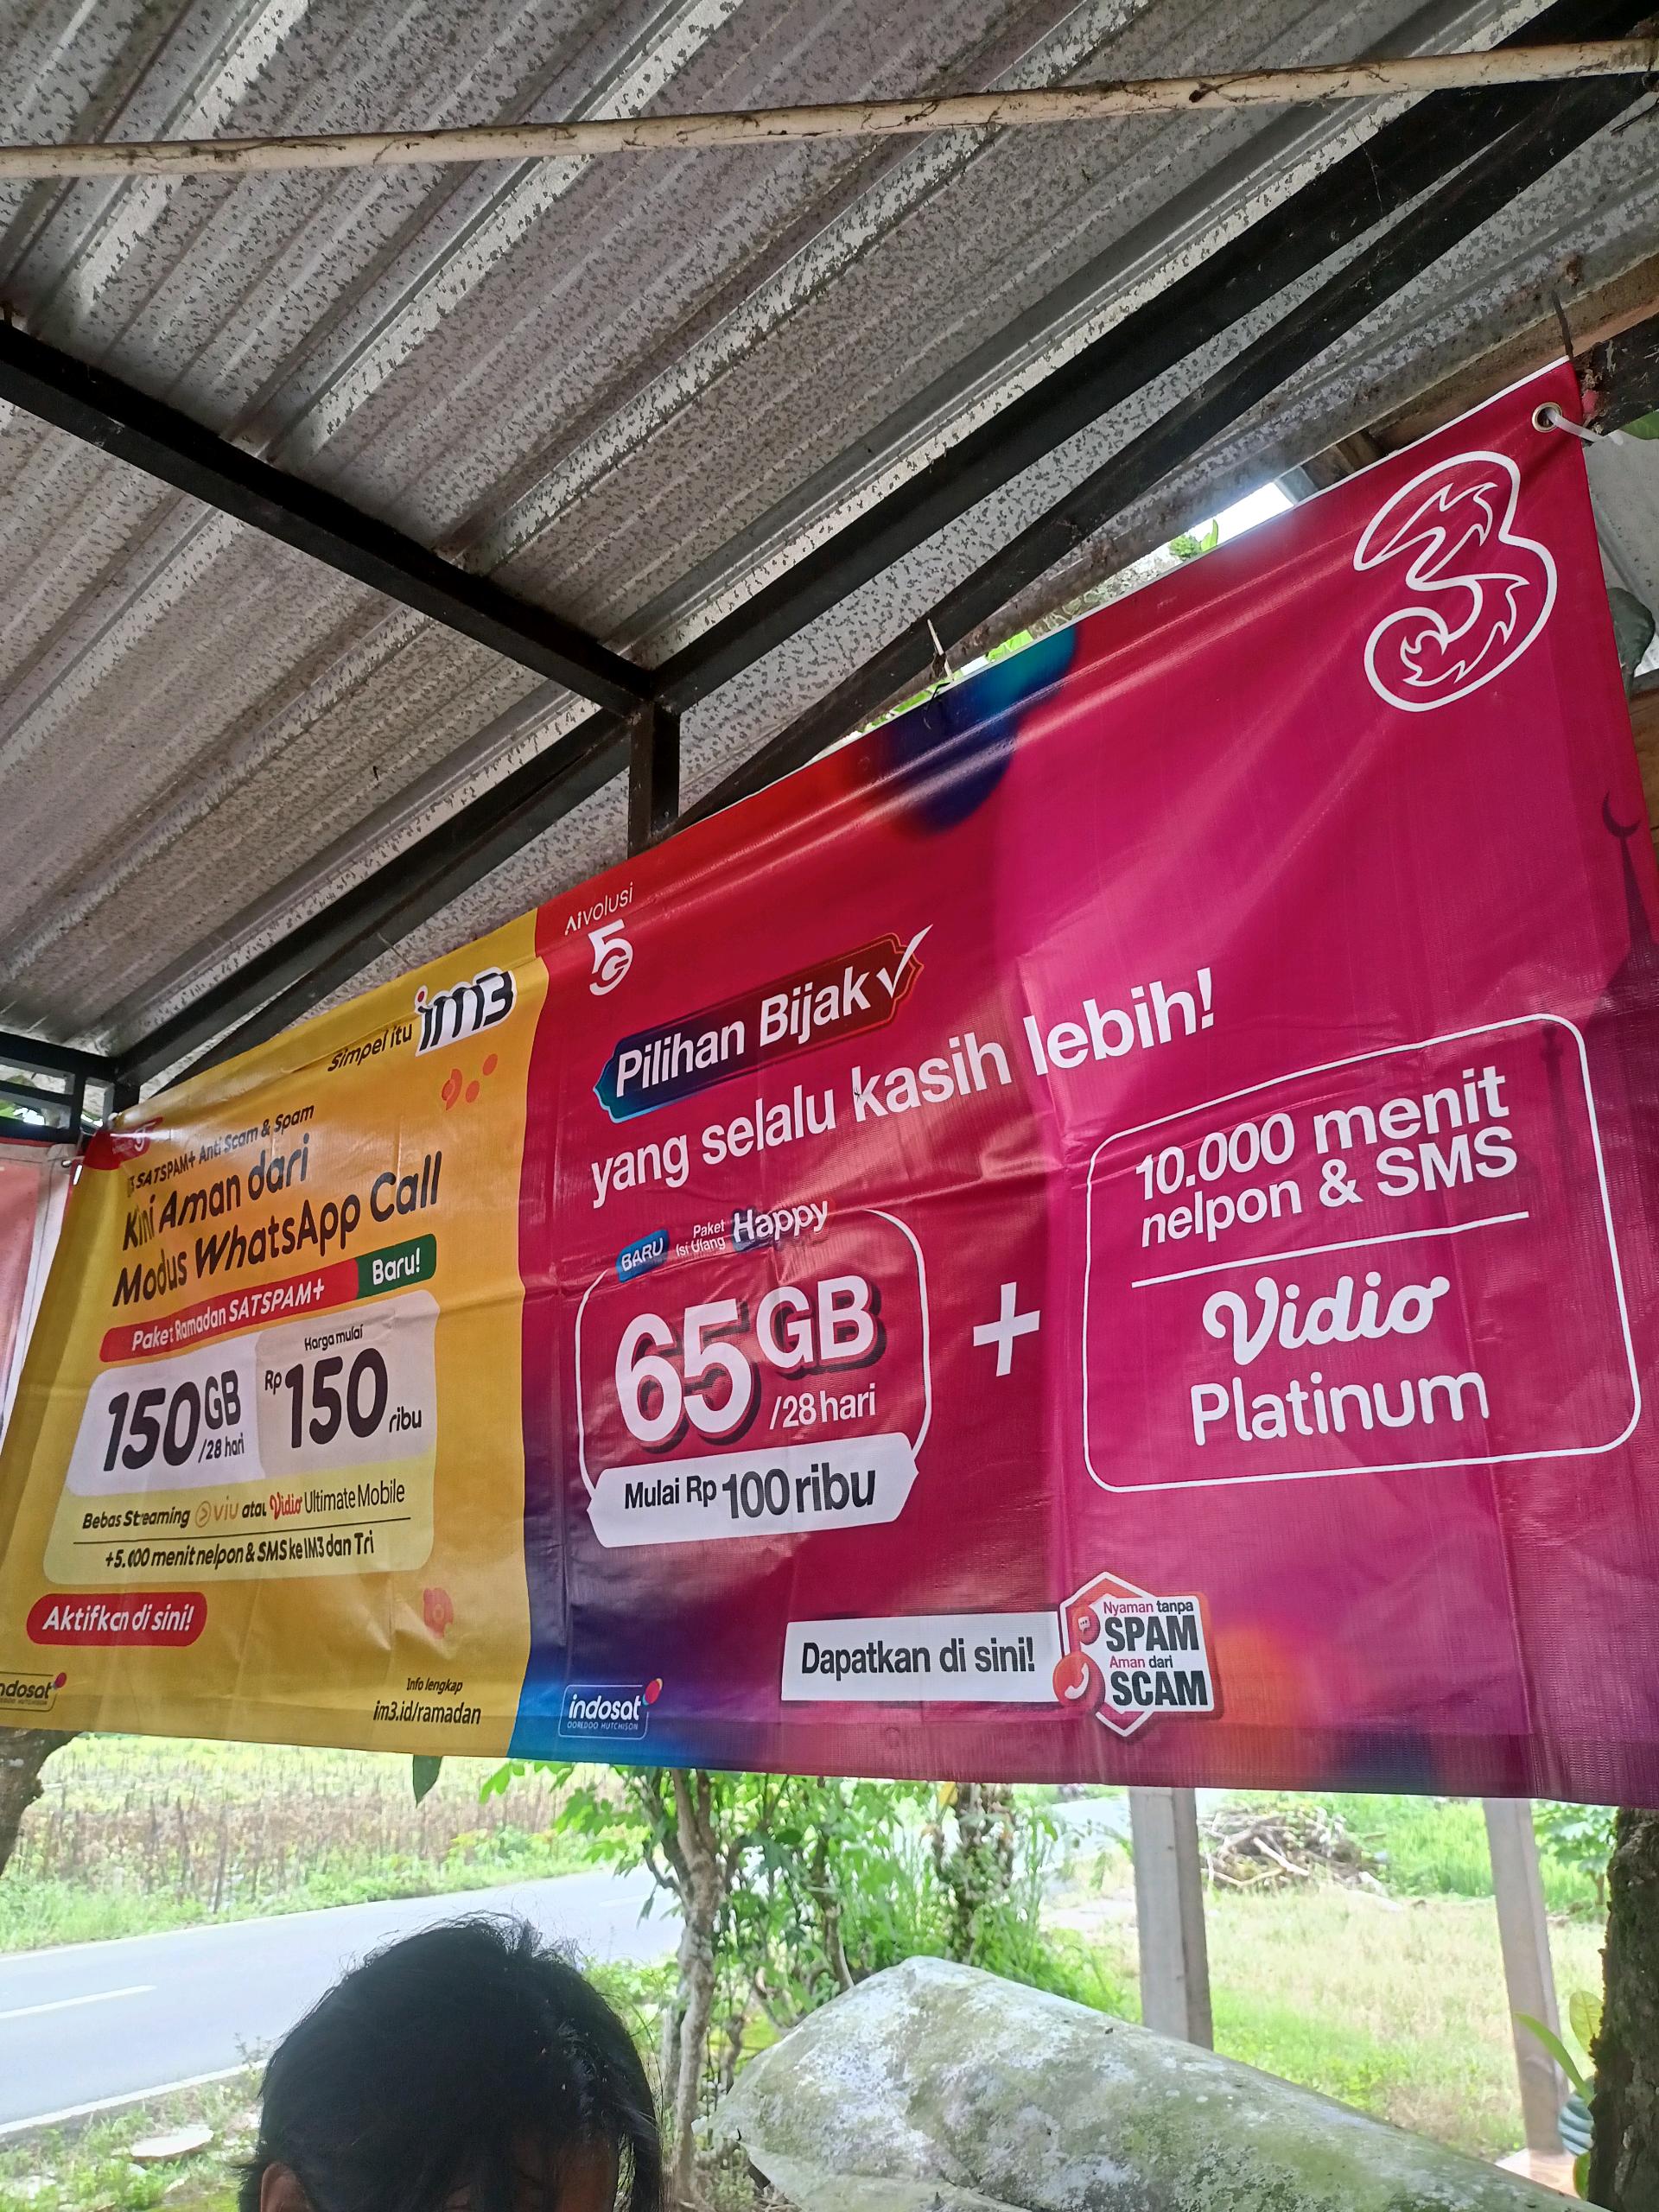 simpel itu im3
SATSPAM+ Anti Scam & Spam
Kini Aman dari
Modus WhatsApp Call
Paket Ramadan SATSPAM+ Baru!
150GB /28 hari
Harga mulai
Rp150 ribu
Bebas Streaming viu atau Vidio Ultimate Mobile
+5.000 menit nelpon & SMS ke IM3 dan Tri
Aktifkan di sini!
indosat
Info lengkap
im3.id/ramadan
AIvolusi
5G
3
Pilihan Bijak
yang selalu kasih lebih!
BARU Paket Isi Ulang Happy
65GB
/28 hari
Mulai Rp 100 ribu
+
10.000 menit
nelpon & SMS
Vidio
Platinum
Dapatkan di sini!
Nyaman tanpa
SPAM
Aman dari
SCAM
indosat
OOREDOO HUTCHISON